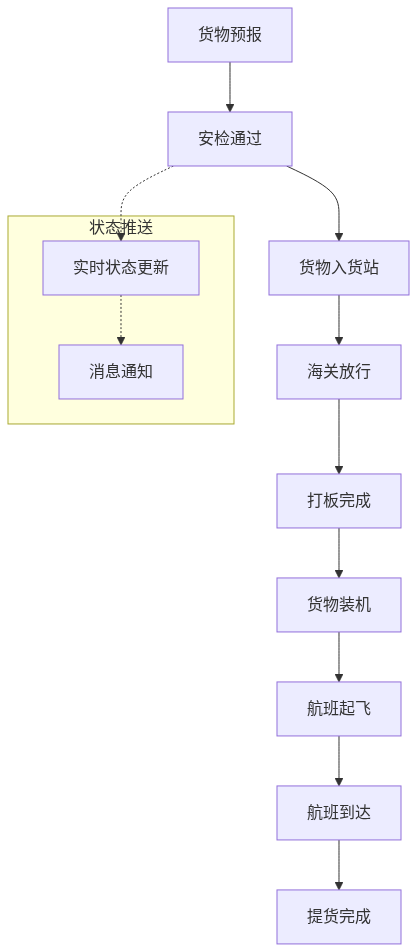 货物预报
安检通过
状态推送
实时状态更新
货物入货站
消息通知
海关放行
打板完成
货物装机
航班起飞
航班到达
提货完成